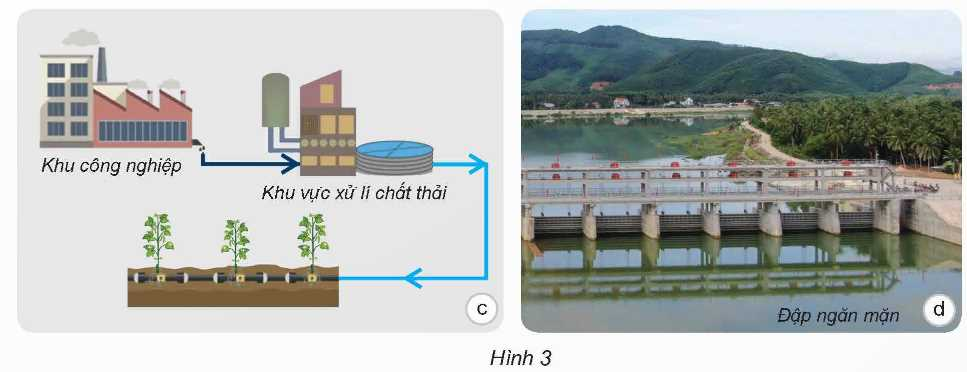 Khu công nghiệp
Khu vực xử lí chất thải
c
Đập ngăn mặn
d
Hình 3